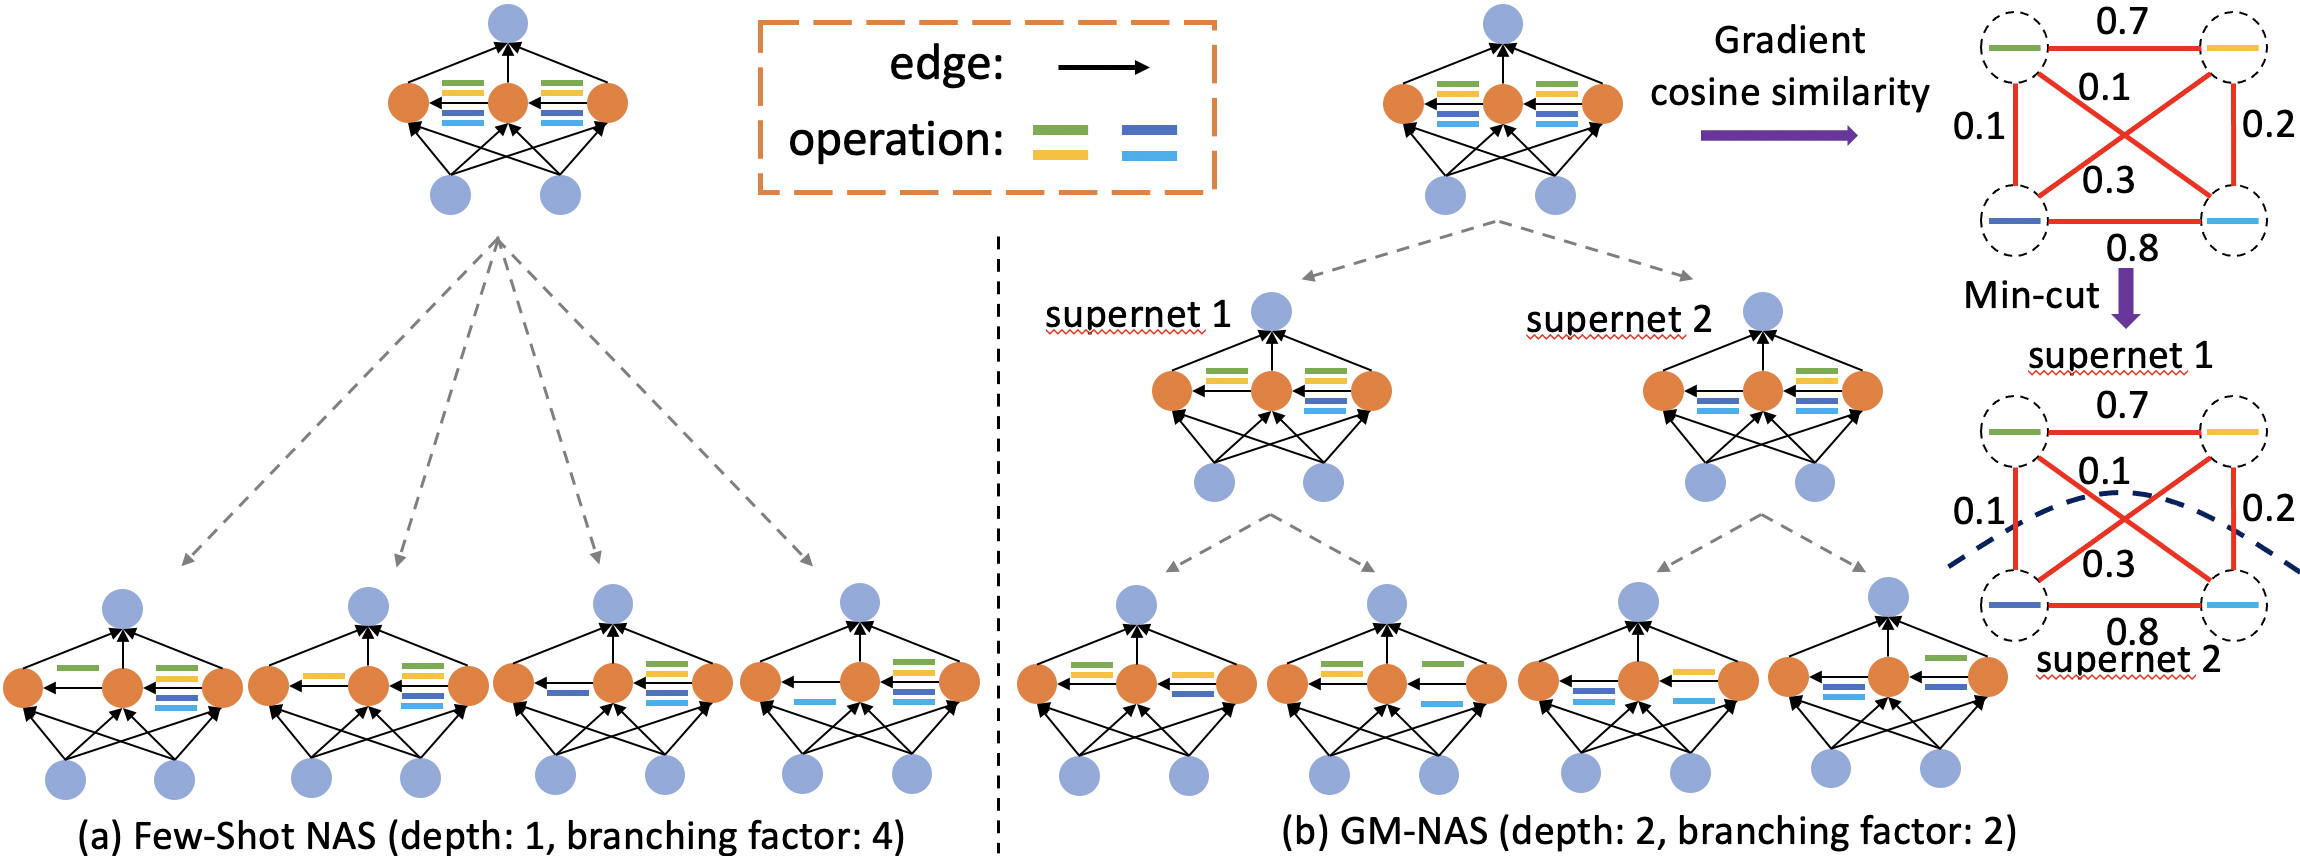 edge:
operation:
Gradient
cosine similarity
0.7
0.1
0.1
0.2
0.3
0.8
Min-cut
supernet 1
supernet 2
supernet 1
0.7
0.1
0.1
0.2
0.3
0.8
supernet 2
(a) Few-Shot NAS (depth: 1, branching factor: 4)
(b) GM-NAS (depth: 2, branching factor: 2)